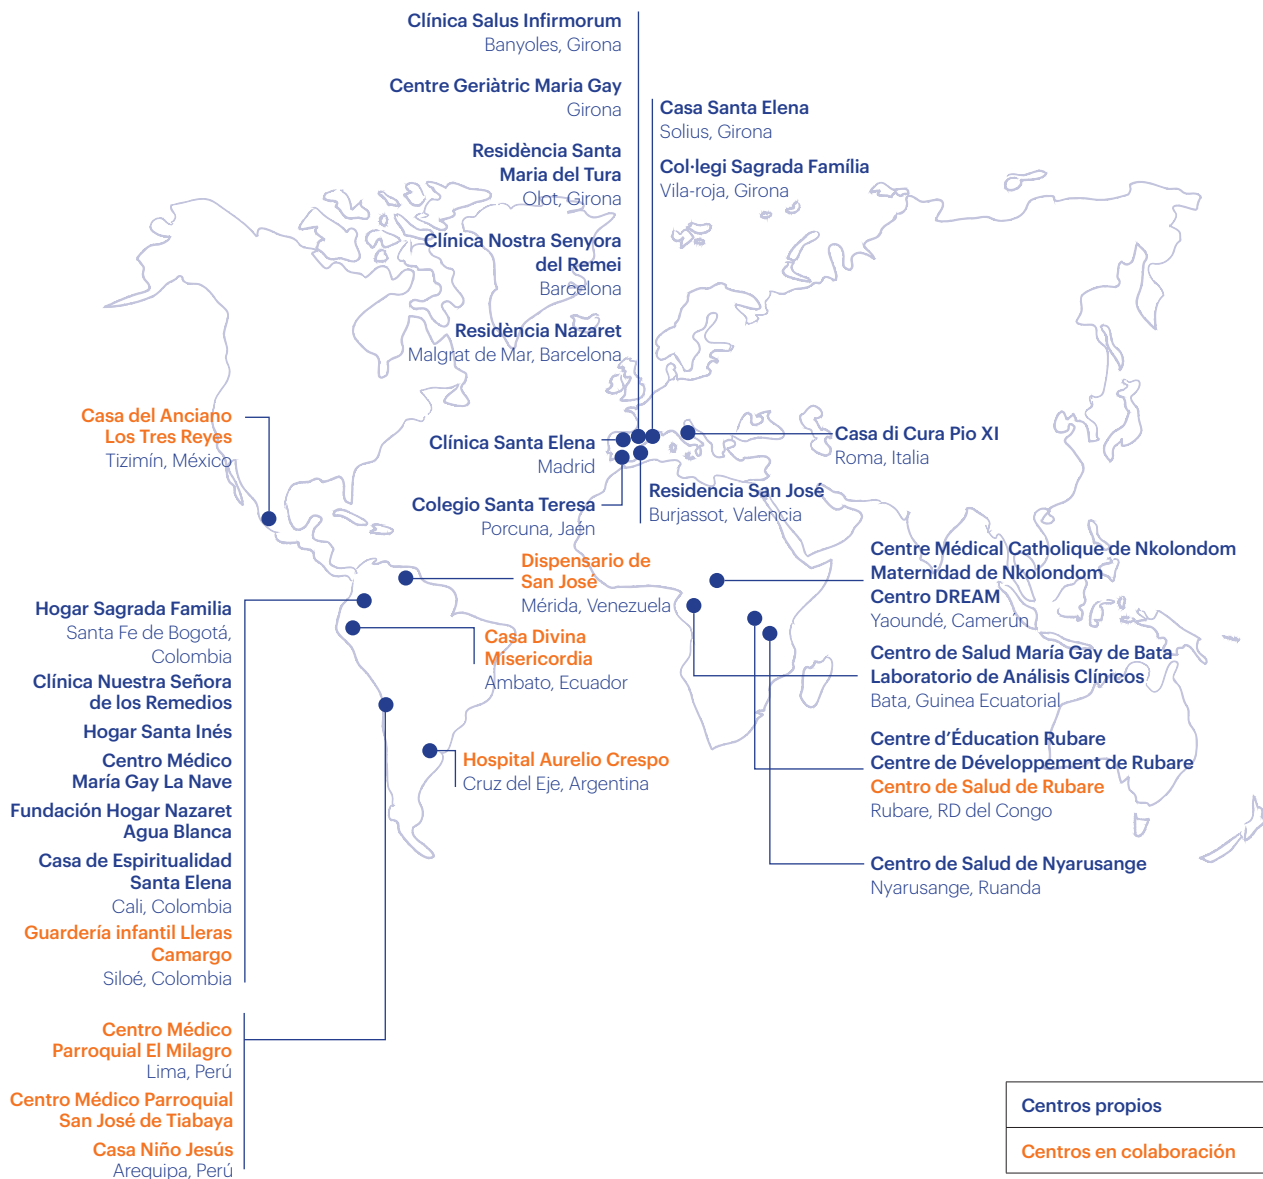 Clínica Salus Infirmorum
Banyoles, Girona
Centre Geriàtric Maria Gay
Girona
Residència Santa
Maria del Tura
Olot, Girona
Clínica Nostra Senyora
del Remei
Barcelona
Residència Nazaret
Malgrat de Mar, Barcelona
Casa Santa Elena
Solius, Girona
Col·legi Sagrada Família
Vila-roja, Girona
Casa del Anciano
Los Tres Reyes
Tizimín, México
Clínica Santa Elena
Madrid
Colegio Santa Teresa
Porcuna, Jaén
Casa di Cura Pio XI
Roma, Italia
Residencia San José
Burjassot, Valencia
Dispensario de
San José
Mérida, Venezuela
Casa Divina
Misericordia
Ambato, Ecuador
Hospital Aurelio Crespo
Cruz del Eje, Argentina
Centre Médical Catholique de Nkolondom
Maternidad de Nkolondom
Centro DREAM
Yaoundé, Camerún
Centro de Salud María Gay de Bata
Laboratorio de Análisis Clínicos
Bata, Guinea Ecuatorial
Centre d’Éducation Rubare
Centre de Développement de Rubare
Centro de Salud de Rubare
Rubare, RD del Congo
Centro de Salud de Nyarusange
Nyarusange, Ruanda
Hogar Sagrada Familia
Santa Fe de Bogotá,
Colombia
Clínica Nuestra Señora
de los Remedios
Hogar Santa Inés
Centro Médico
María Gay La Nave
Fundación Hogar Nazaret
Agua Blanca
Casa de Espiritualidad
Santa Elena
Cali, Colombia
Guardería infantil Lleras
Camargo
Siloé, Colombia
Centro Médico
Parroquial El Milagro
Lima, Perú
Centro Médico Parroquial
San José de Tiabaya
Casa Niño Jesús
Arequipa, Perú
Centros propios
Centros en colaboración